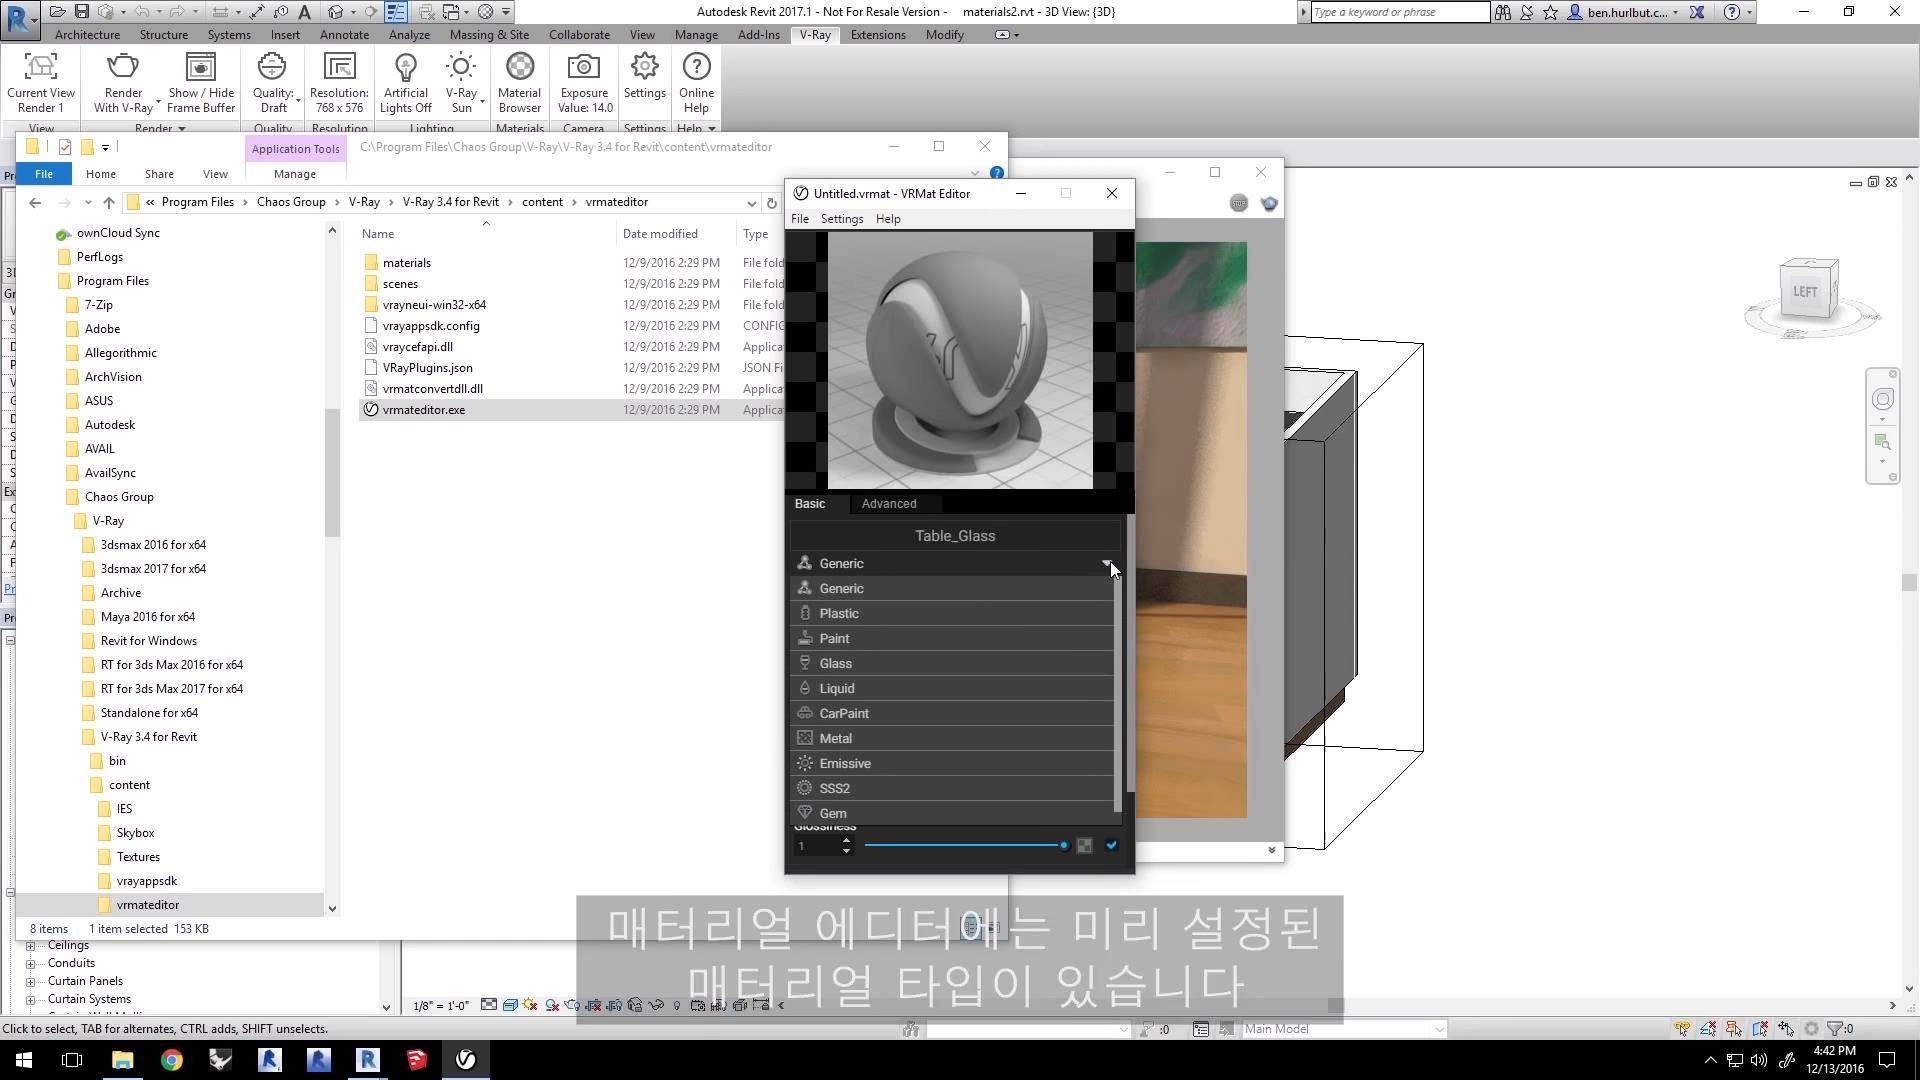 Autodesk Revit 2017.1 - Not For Resale Version - materials2.rvt - 3D View: {3D}
Type a keyword or phrase
ben.hurlbut.c...
Architecture Structure Systems Insert Annotate Analyze Massing & Site Collaborate View Manage Add-Ins V-Ray Extensions Modify
Current View Render 1
Render With V-Ray
Show / Hide Frame Buffer
Quality: Draft
Resolution: 768 x 576
Artificial Lights Off
V-Ray Sun
Material Browser
Exposure Value: 14.0
Settings
Online Help
View Render Quality Resolution Lighting Materials Camera Settings Help
Application Tools C:\Program Files\Chaos Group\V-Ray\V-Ray 3.4 for Revit\content\vrmateditor
File Home Share View Manage
« Program Files > Chaos Group > V-Ray > V-Ray 3.4 for Revit > content > vrmateditor
ownCloud Sync
PerfLogs
Program Files
7-Zip
Adobe
Allegorithmic
ArchVision
ASUS
Autodesk
AVAIL
AvailSync
Chaos Group
V-Ray
3dsmax 2016 for x64
3dsmax 2017 for x64
Archive
Maya 2016 for x64
Revit for Windows
RT for 3ds Max 2016 for x64
RT for 3ds Max 2017 for x64
Standalone for x64
V-Ray 3.4 for Revit
bin
content
IES
Skybox
Textures
vrayappsdk
vrmateditor
Name Date modified Type
materials 12/9/2016 2:29 PM File fold
scenes 12/9/2016 2:29 PM File fold
vrayneui-win32-x64 12/9/2016 2:29 PM File fold
vrayappsdk.config 12/9/2016 2:29 PM CONFIG
vraycefapi.dll 12/9/2016 2:29 PM Applica
VRayPlugins.json 12/9/2016 2:29 PM JSON Fi
vrmatconvertdll.dll 12/9/2016 2:29 PM Applica
vrmateditor.exe 12/9/2016 2:29 PM Applica
8 items 1 item selected 153 KB
Untitled.vrmat - VRMat Editor
File Settings Help
Basic Advanced
Table_Glass
Generic
Generic
Plastic
Paint
Glass
Liquid
CarPaint
Metal
Emissive
SSS2
Gem
Glossiness
1
LEFT
매터리얼 에디터에는 미리 설정된
매터리얼 타입이 있습니다
Ceilings
Conduits
Curtain Panels
Curtain Systems
1/8" = 1'-0"
Click to select, TAB for alternates, CTRL adds, SHIFT unselects.
:0
Main Model
:0
4:42 PM
12/13/2016